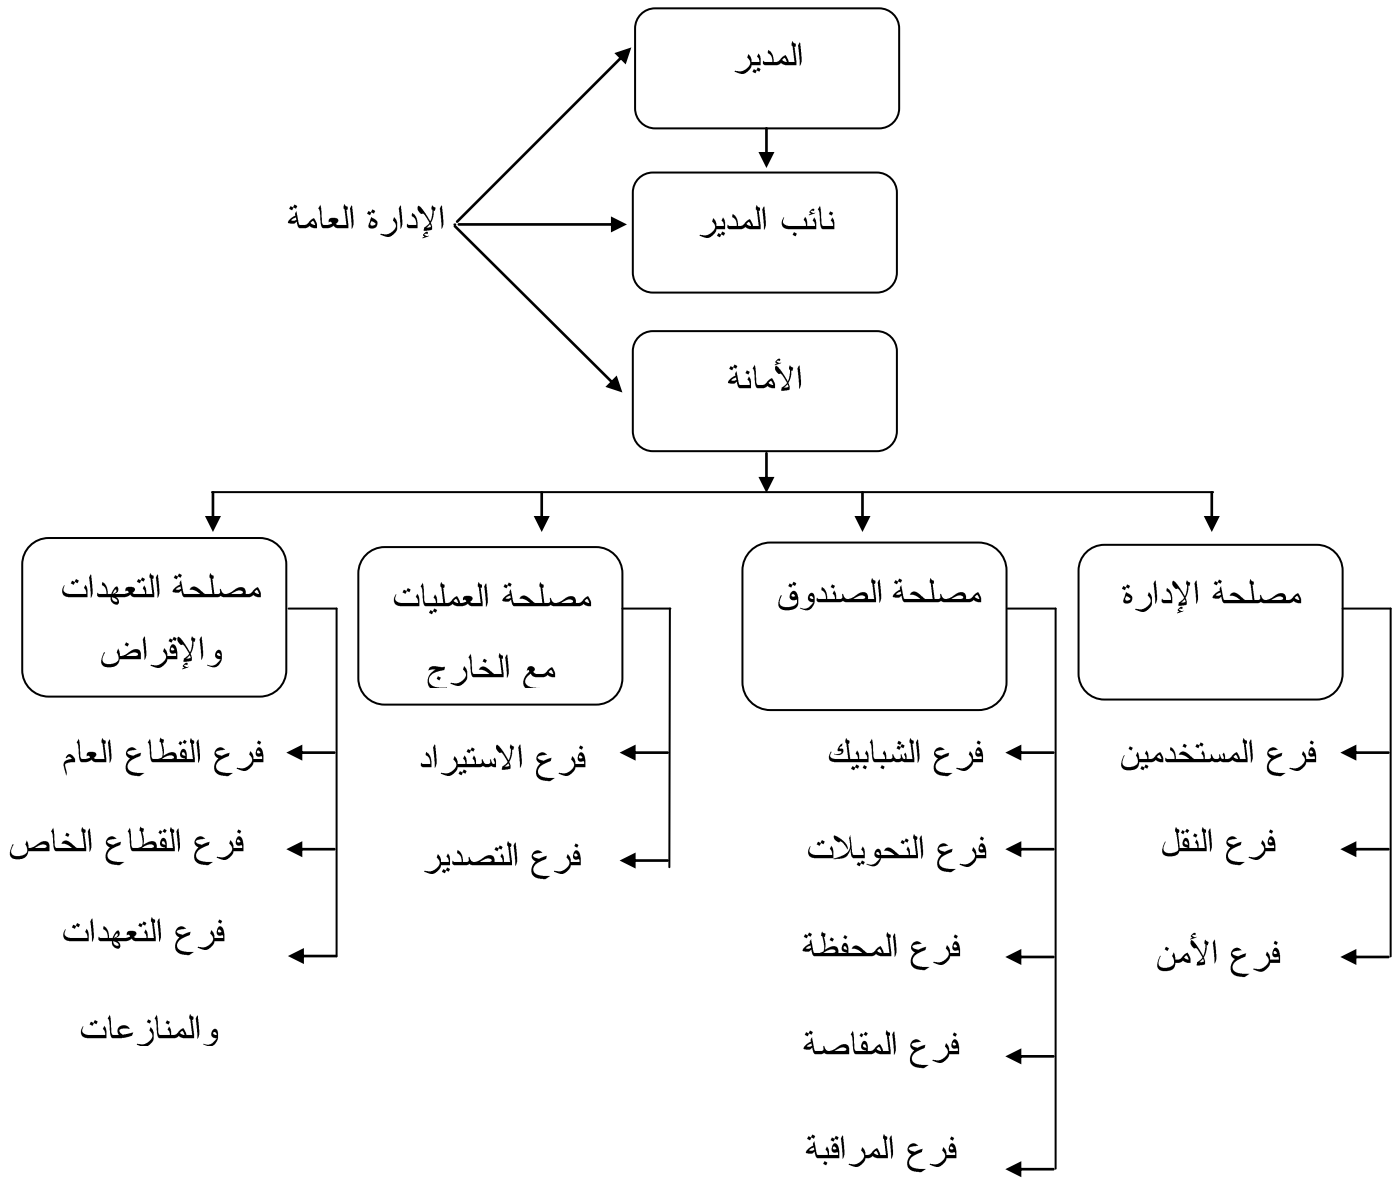 المدير
الإدارة العامة
نائب المدير
الأمانة
مصلحة الإدارة
فرع المستخدمين
فرع النقل
فرع الأمن
مصلحة الصندوق
فرع الشبابيك
فرع التحويلات
فرع المحفظة
فرع المقاصة
فرع المراقبة
مصلحة العمليات
مع الخارج
فرع الاستيراد
فرع التصدير
مصلحة التعهدات
والإقراض
فرع القطاع العام
فرع القطاع الخاص
فرع التعهدات
والمنازعات